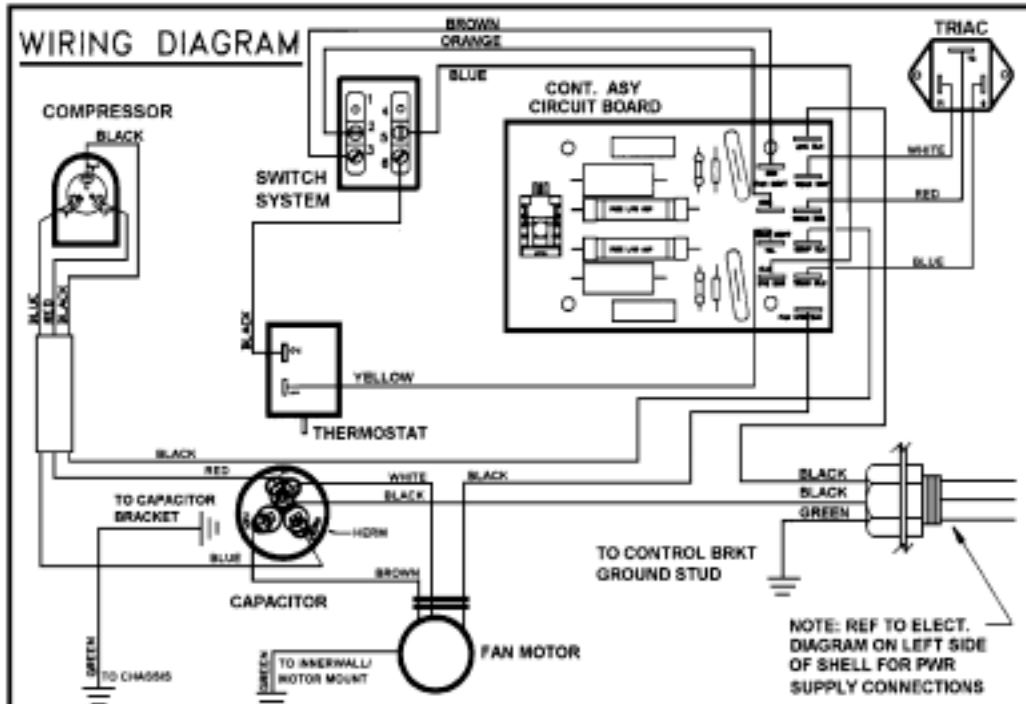 WIRING DIAGRAM
BROWN
ORANGE
BLUE
TRIAC
COMPRESSOR
BLACK
CONT. ASY
CIRCUIT BOARD
1
2
3
4
5
6
WHITE
SWITCH
SYSTEM
RED
BLUE
BLUE
RED
BLACK
BLACK
YELLOW
THERMOSTAT
BLACK
RED
WHITE
BLACK
BLACK
BLACK
BLACK
GREEN
TO CAPACITOR
BRACKET
HERM
BLUE
BROWN
CAPACITOR
TO CONTROL BRKT
GROUND STUD
GREEN
TO CHASSIS
GREEN
TO INNERWALL/
MOTOR MOUNT
FAN MOTOR
NOTE: REF TO ELECT.
DIAGRAM ON LEFT SIDE
OF SHELL FOR PWR
SUPPLY CONNECTIONS